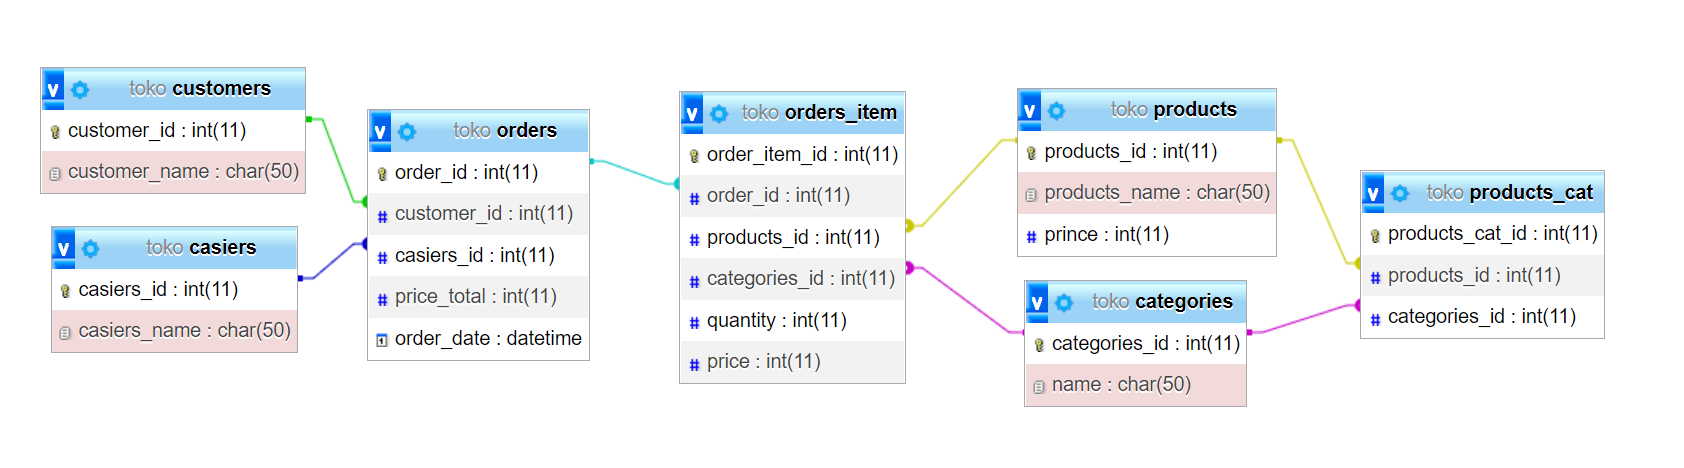 v toko customers
customer_id : int(11)
customer_name : char(50)
v toko casiers
casiers_id : int(11)
casiers_name : char(50)
v toko orders
order_id : int(11)
# customer_id : int(11)
# casiers_id : int(11)
# price_total : int(11)
1 order_date : datetime
v toko orders_item
order_item_id : int(11)
# order_id : int(11)
# products_id : int(11)
# categories_id : int(11)
# quantity : int(11)
# price : int(11)
v toko products
products_id : int(11)
products_name : char(50)
# prince : int(11)
v toko categories
categories_id : int(11)
name : char(50)
v toko products_cat
products_cat_id : int(11)
# products_id : int(11)
# categories_id : int(11)